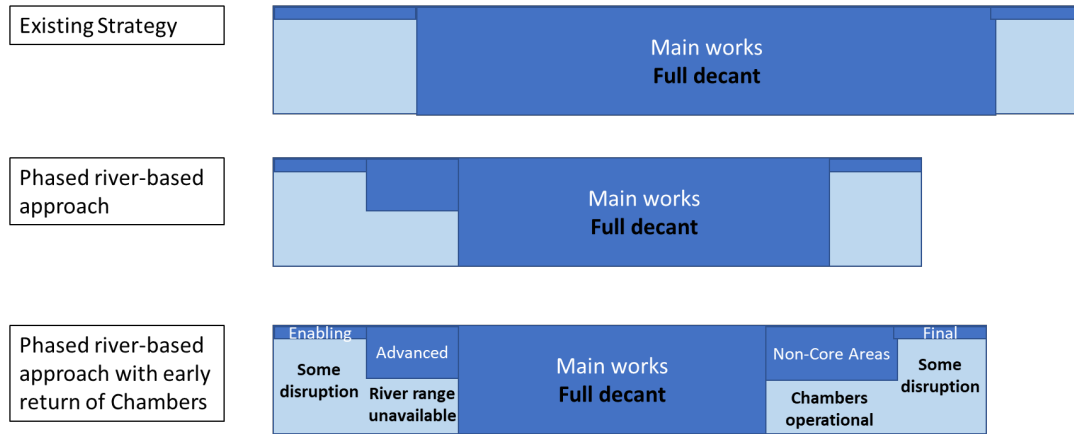 Existing Strategy
Main works
Full decant
Phased river-based
approach
Main works
Full decant
Phased river-based
approach with early
return of Chambers
Enabling
Some
disruption
Advanced
River range
unavailable
Main works
Full decant
Non-Core Areas
Chambers
operational
Final
Some
disruption